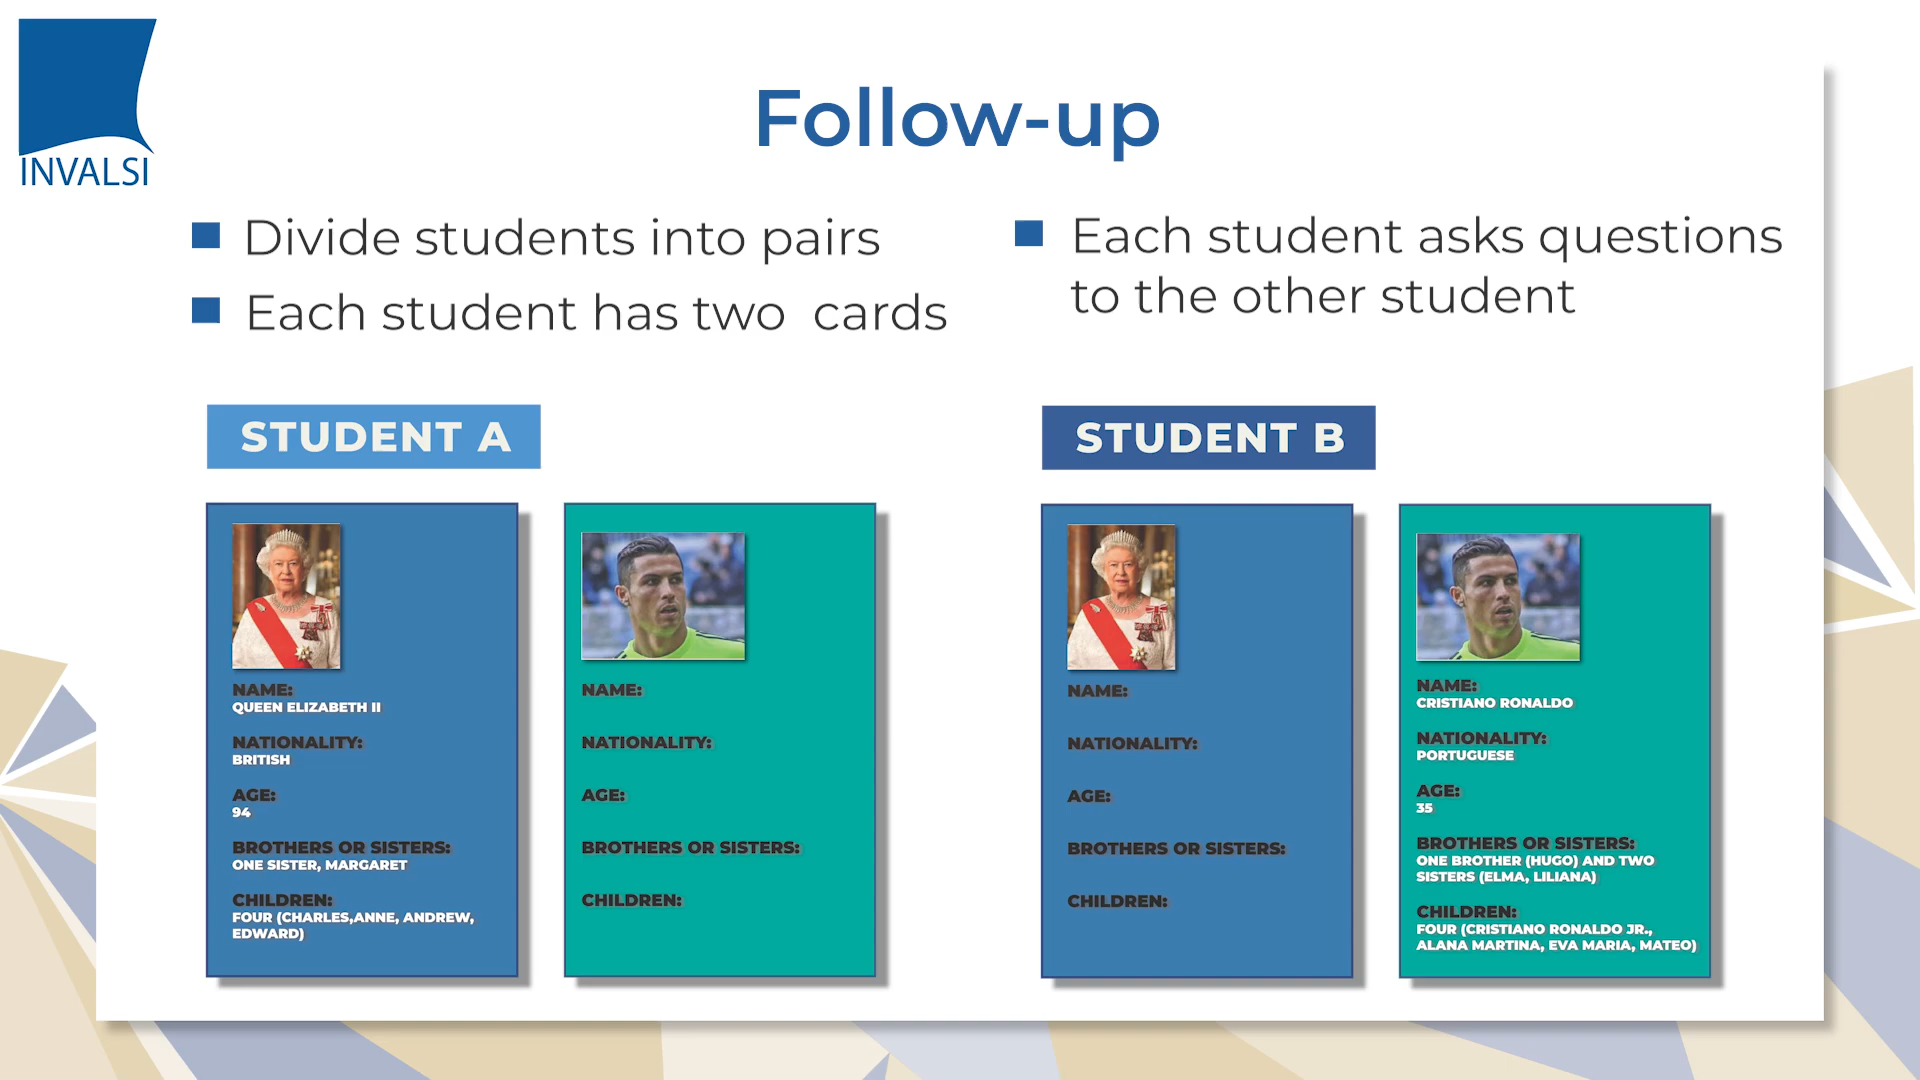 INVALSI
Follow-up
Divide students into pairs
Each student has two cards
Each student asks questions
to the other student
STUDENT A
NAME:
QUEEN ELIZABETH II
NATIONALITY:
BRITISH
AGE:
94
BROTHERS OR SISTERS:
ONE SISTER, MARGARET
CHILDREN:
FOUR (CHARLES,ANNE, ANDREW,
EDWARD)
NAME:
NATIONALITY:
AGE:
BROTHERS OR SISTERS:
CHILDREN:
STUDENT B
NAME:
NATIONALITY:
AGE:
BROTHERS OR SISTERS:
CHILDREN:
NAME:
CRISTIANO RONALDO
NATIONALITY:
PORTUGUESE
AGE:
35
BROTHERS OR SISTERS:
ONE BROTHER (HUGO) AND TWO
SISTERS (ELMA, LILIANA)
CHILDREN:
FOUR (CRISTIANO RONALDO JR.,
ALANA MARTINA, EVA MARIA, MATEO)